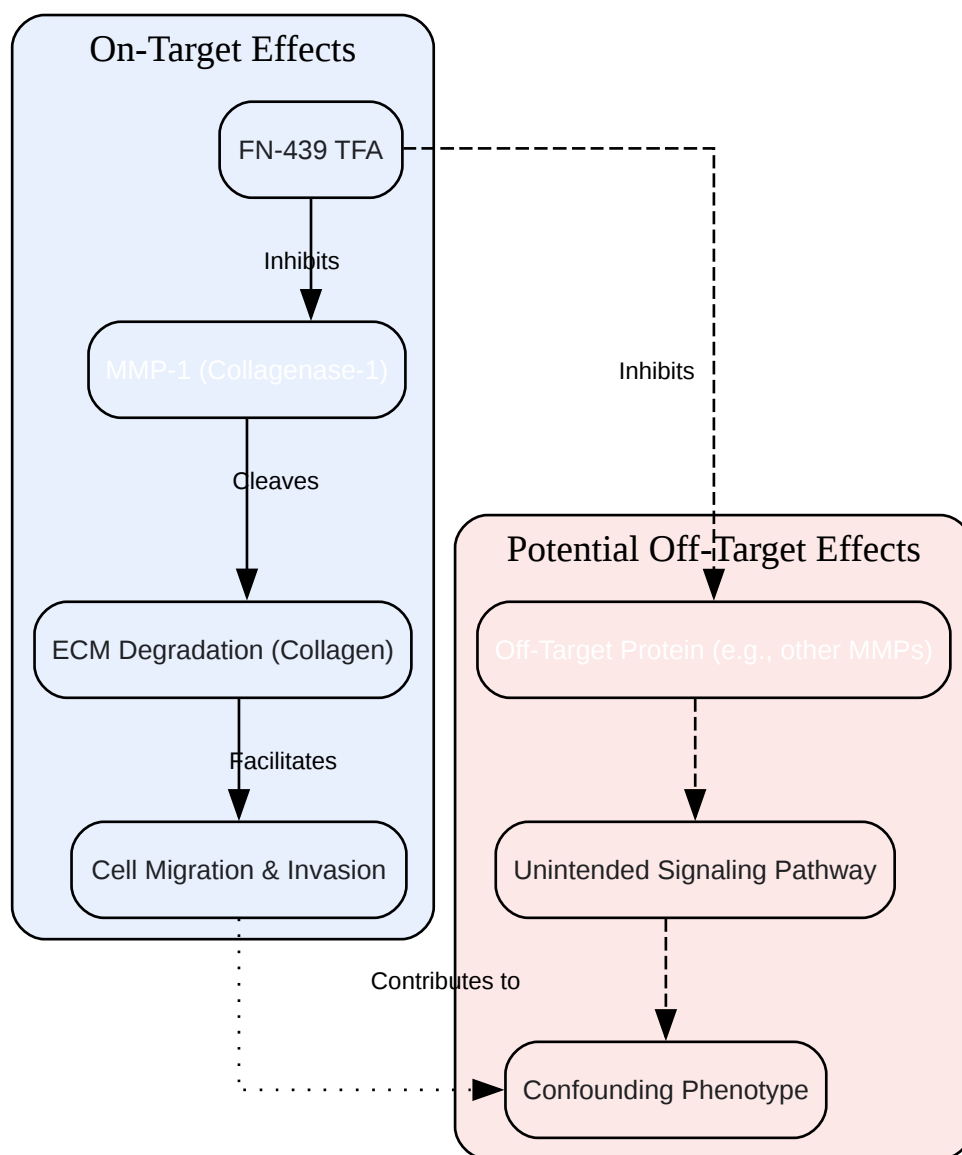 On-Target Effects
FN-439 TFA
Inhibits
MMP-1 (Collagenase-1)
Inhibits
Cleaves
Potential Off-Target Effects
ECM Degradation (Collagen)
Off-Target Protein (e.g., other MMPs)
Facilitates
Cell Migration & Invasion
Unintended Signaling Pathway
Contributes to
Confounding Phenotype